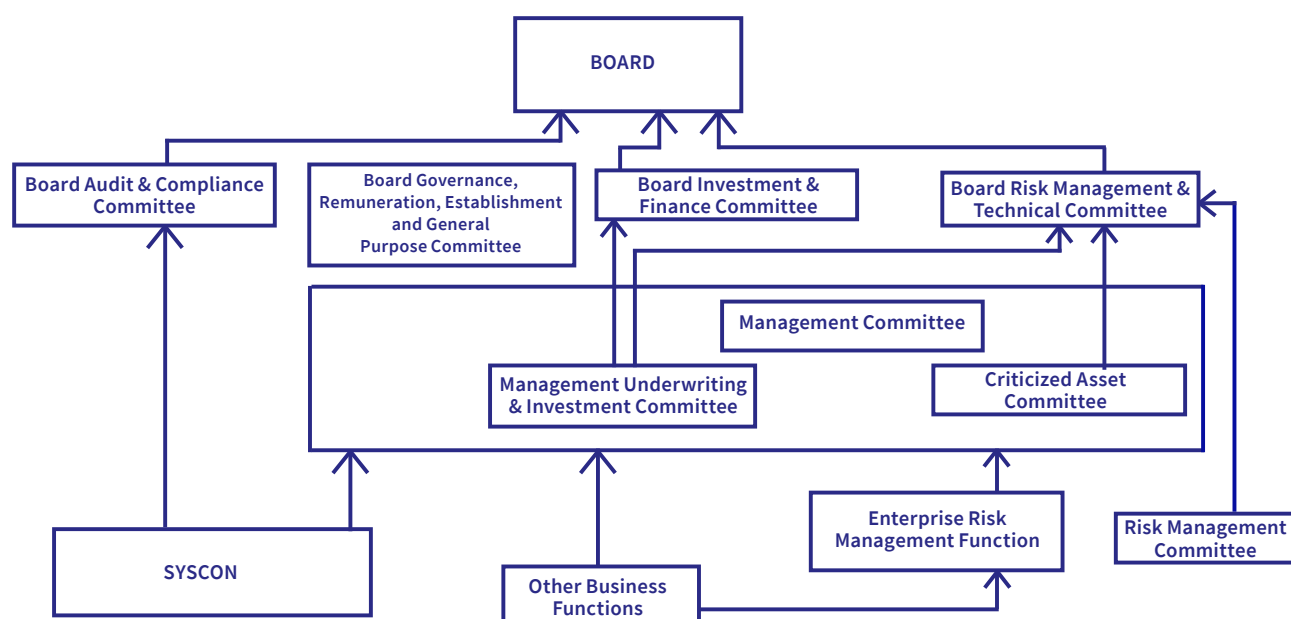 BOARD
Board Audit & Compliance
Committee
Board Governance,
Remuneration, Establishment
and General
Purpose Committee
Board Investment &
Finance Committee
Board Risk Management &
Technical Committee
Management Committee
Management Underwriting
& Investment Committee
Criticized Asset
Committee
SYSCON
Other Business
Functions
Enterprise Risk
Management Function
Risk Management
Committee